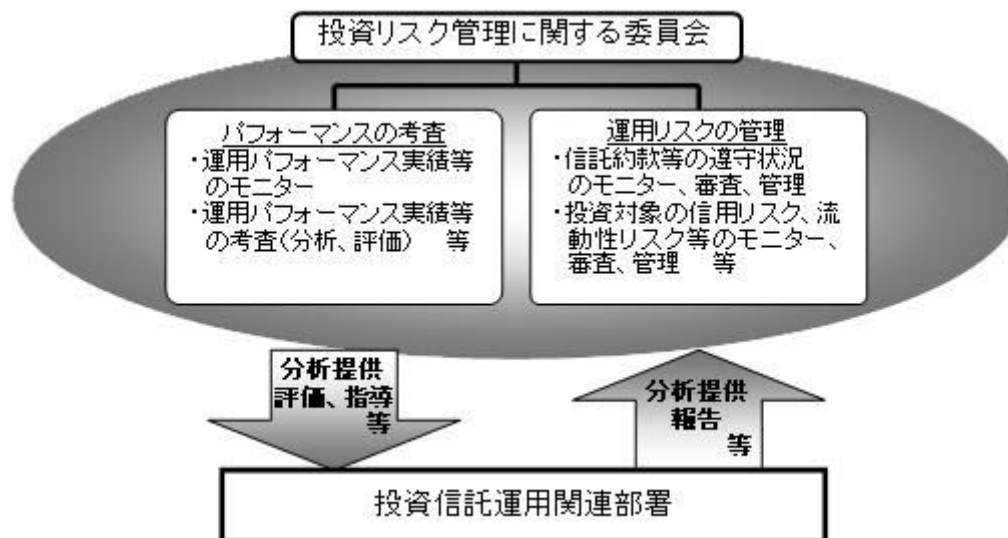 投資リスク管理に関する委員会
パフォーマンスの考査
・運用パフォーマンス実績等
のモニター
・運用パフォーマンス実績等
の考査(分析、評価) 等
運用リスクの管理
・信託約款等の遵守状況
のモニター、審査、管理
・投資対象の信用リスク、流
動性リスク等のモニター、
審査、管理 等
分析提供
評価、指導
等
分析提供
報告
等
投資信託運用関連部署